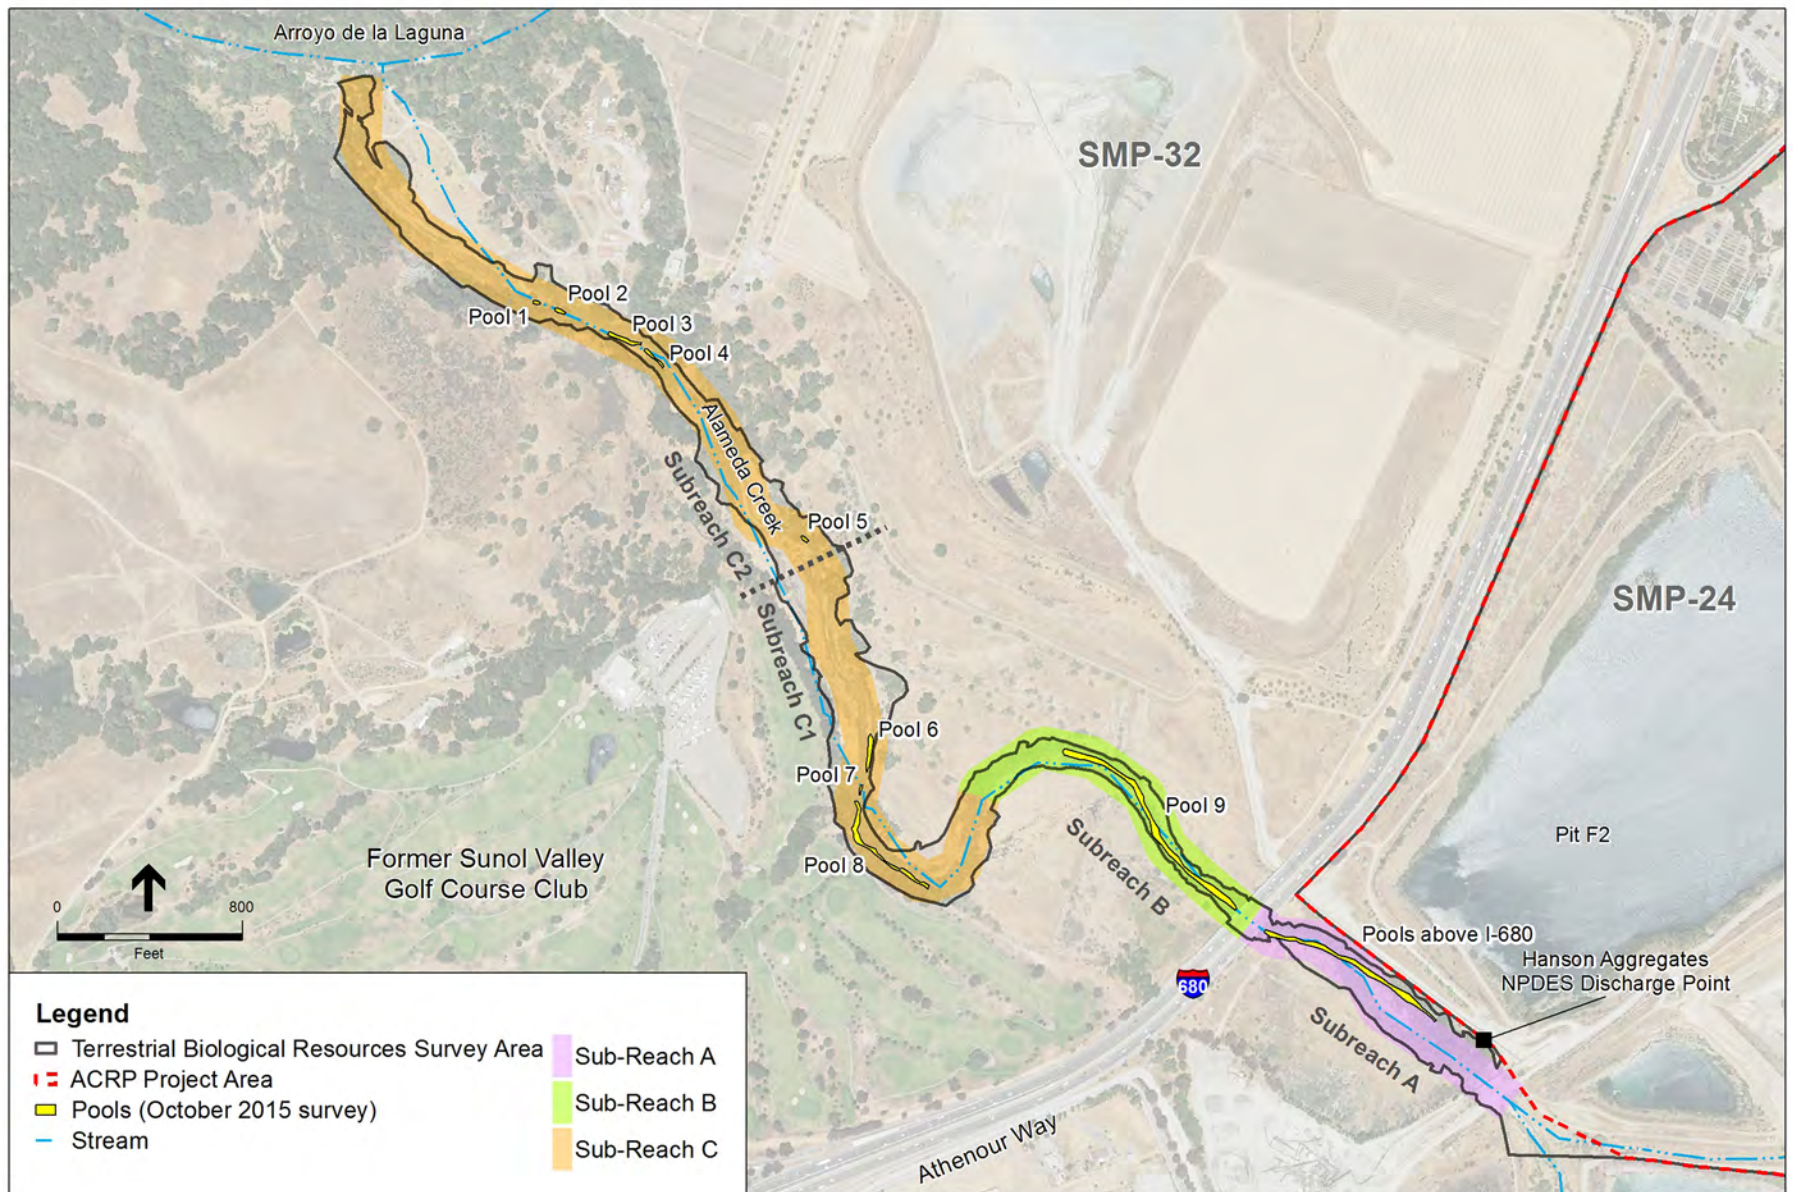 Arroyo de la Laguna
SMP-32
Pool 2
Pool 1
Pool 3
Pool 4
Alameda Creek
Subreach C2
Pool 5
Subreach C1
SMP-24
Pool 6
Pool 7
Pool 8
Pool 9
Subreach B
Pit F2
Former Sunol Valley
Golf Course Club
0 800
Feet
Pools above I-680
Hanson Aggregates
NPDES Discharge Point
680
Subreach A
Athenour Way
Legend
Terrestrial Biological Resources Survey Area
ACRP Project Area
Pools (October 2015 survey)
Stream
Sub-Reach A
Sub-Reach B
Sub-Reach C